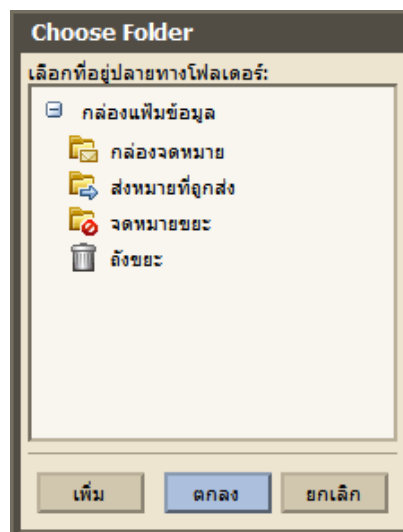 Choose Folder
เลือกที่อยู่ปลายทางโฟลเดอร์:
กล่องแฟ้มข้อมูล
กล่องจดหมาย
ส่งหมายที่ถูกส่ง
จดหมายขยะ
ถังขยะ
เพิ่ม ตกลง ยกเลิก